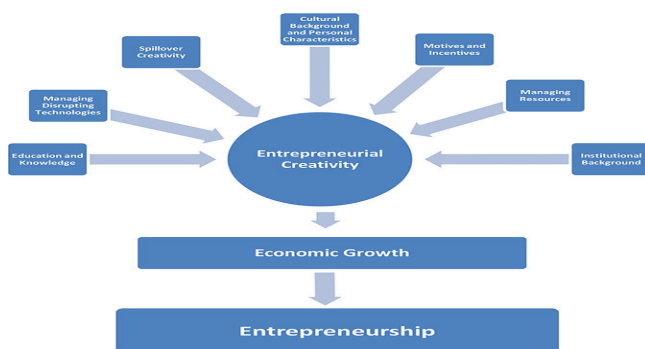 Cultural
Background
and Personal
Characteristics
Spillover
Creativity
Motives and
Incentives
Managing
Disrupting
Technologies
Managing
Resources
Education and
Knowledge
Entrepreneurial
Creativity
Institutional
Background
Economic Growth
Entrepreneurship